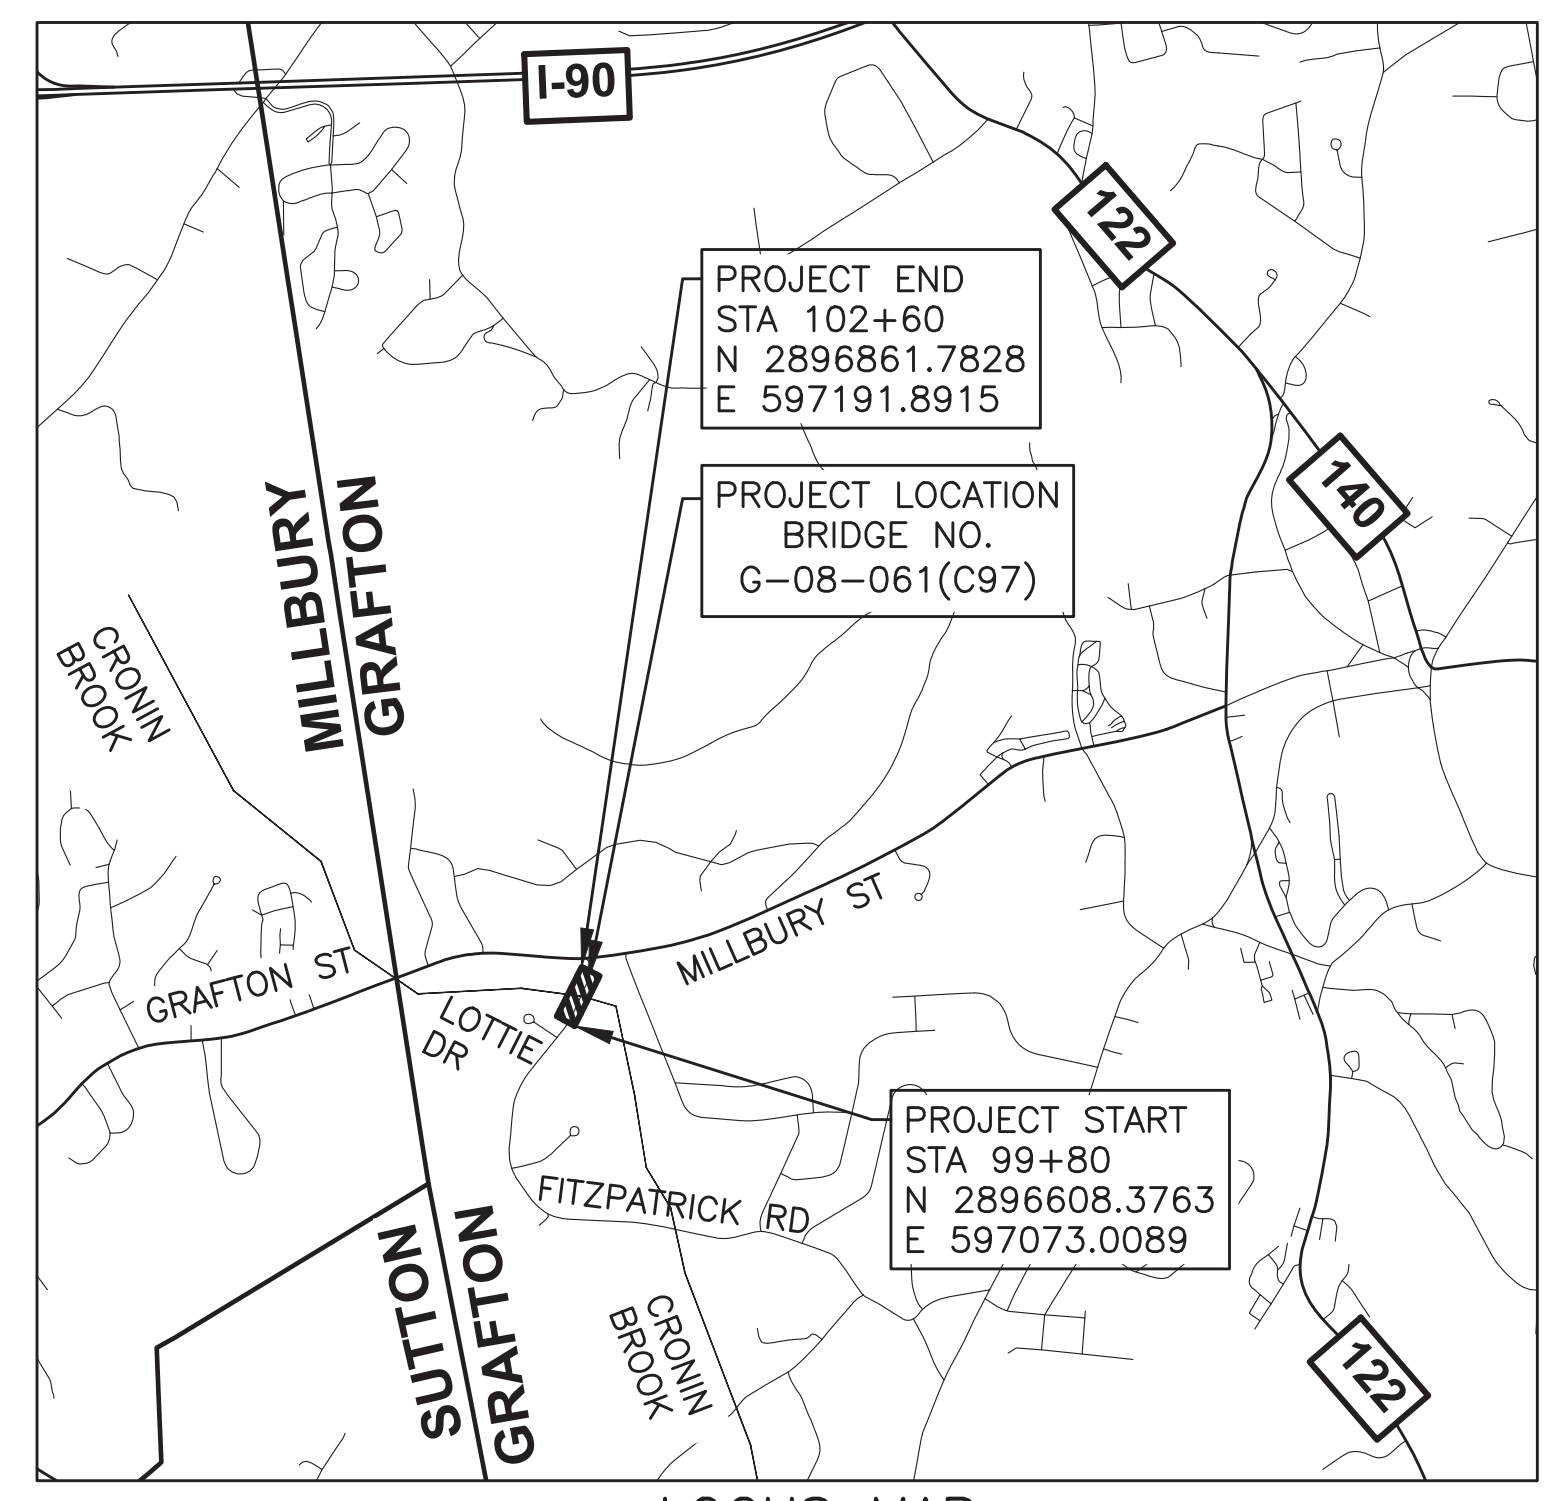 I-90
122
PROJECT END
STA 102+60
N 2896861.7828
E 597191.8915
140
MILLBURY
GRAFTON
PROJECT LOCATION
BRIDGE NO.
G-08-061(C97)
CRONIN
BROOK
MILLBURY ST
GRAFTON ST
LOTTIE
DR
PROJECT START
STA 99+80
N 2896608.3763
E 597073.0089
FITZPATRICK RD
SUTTON
GRAFTON
CRONIN
BROOK
122